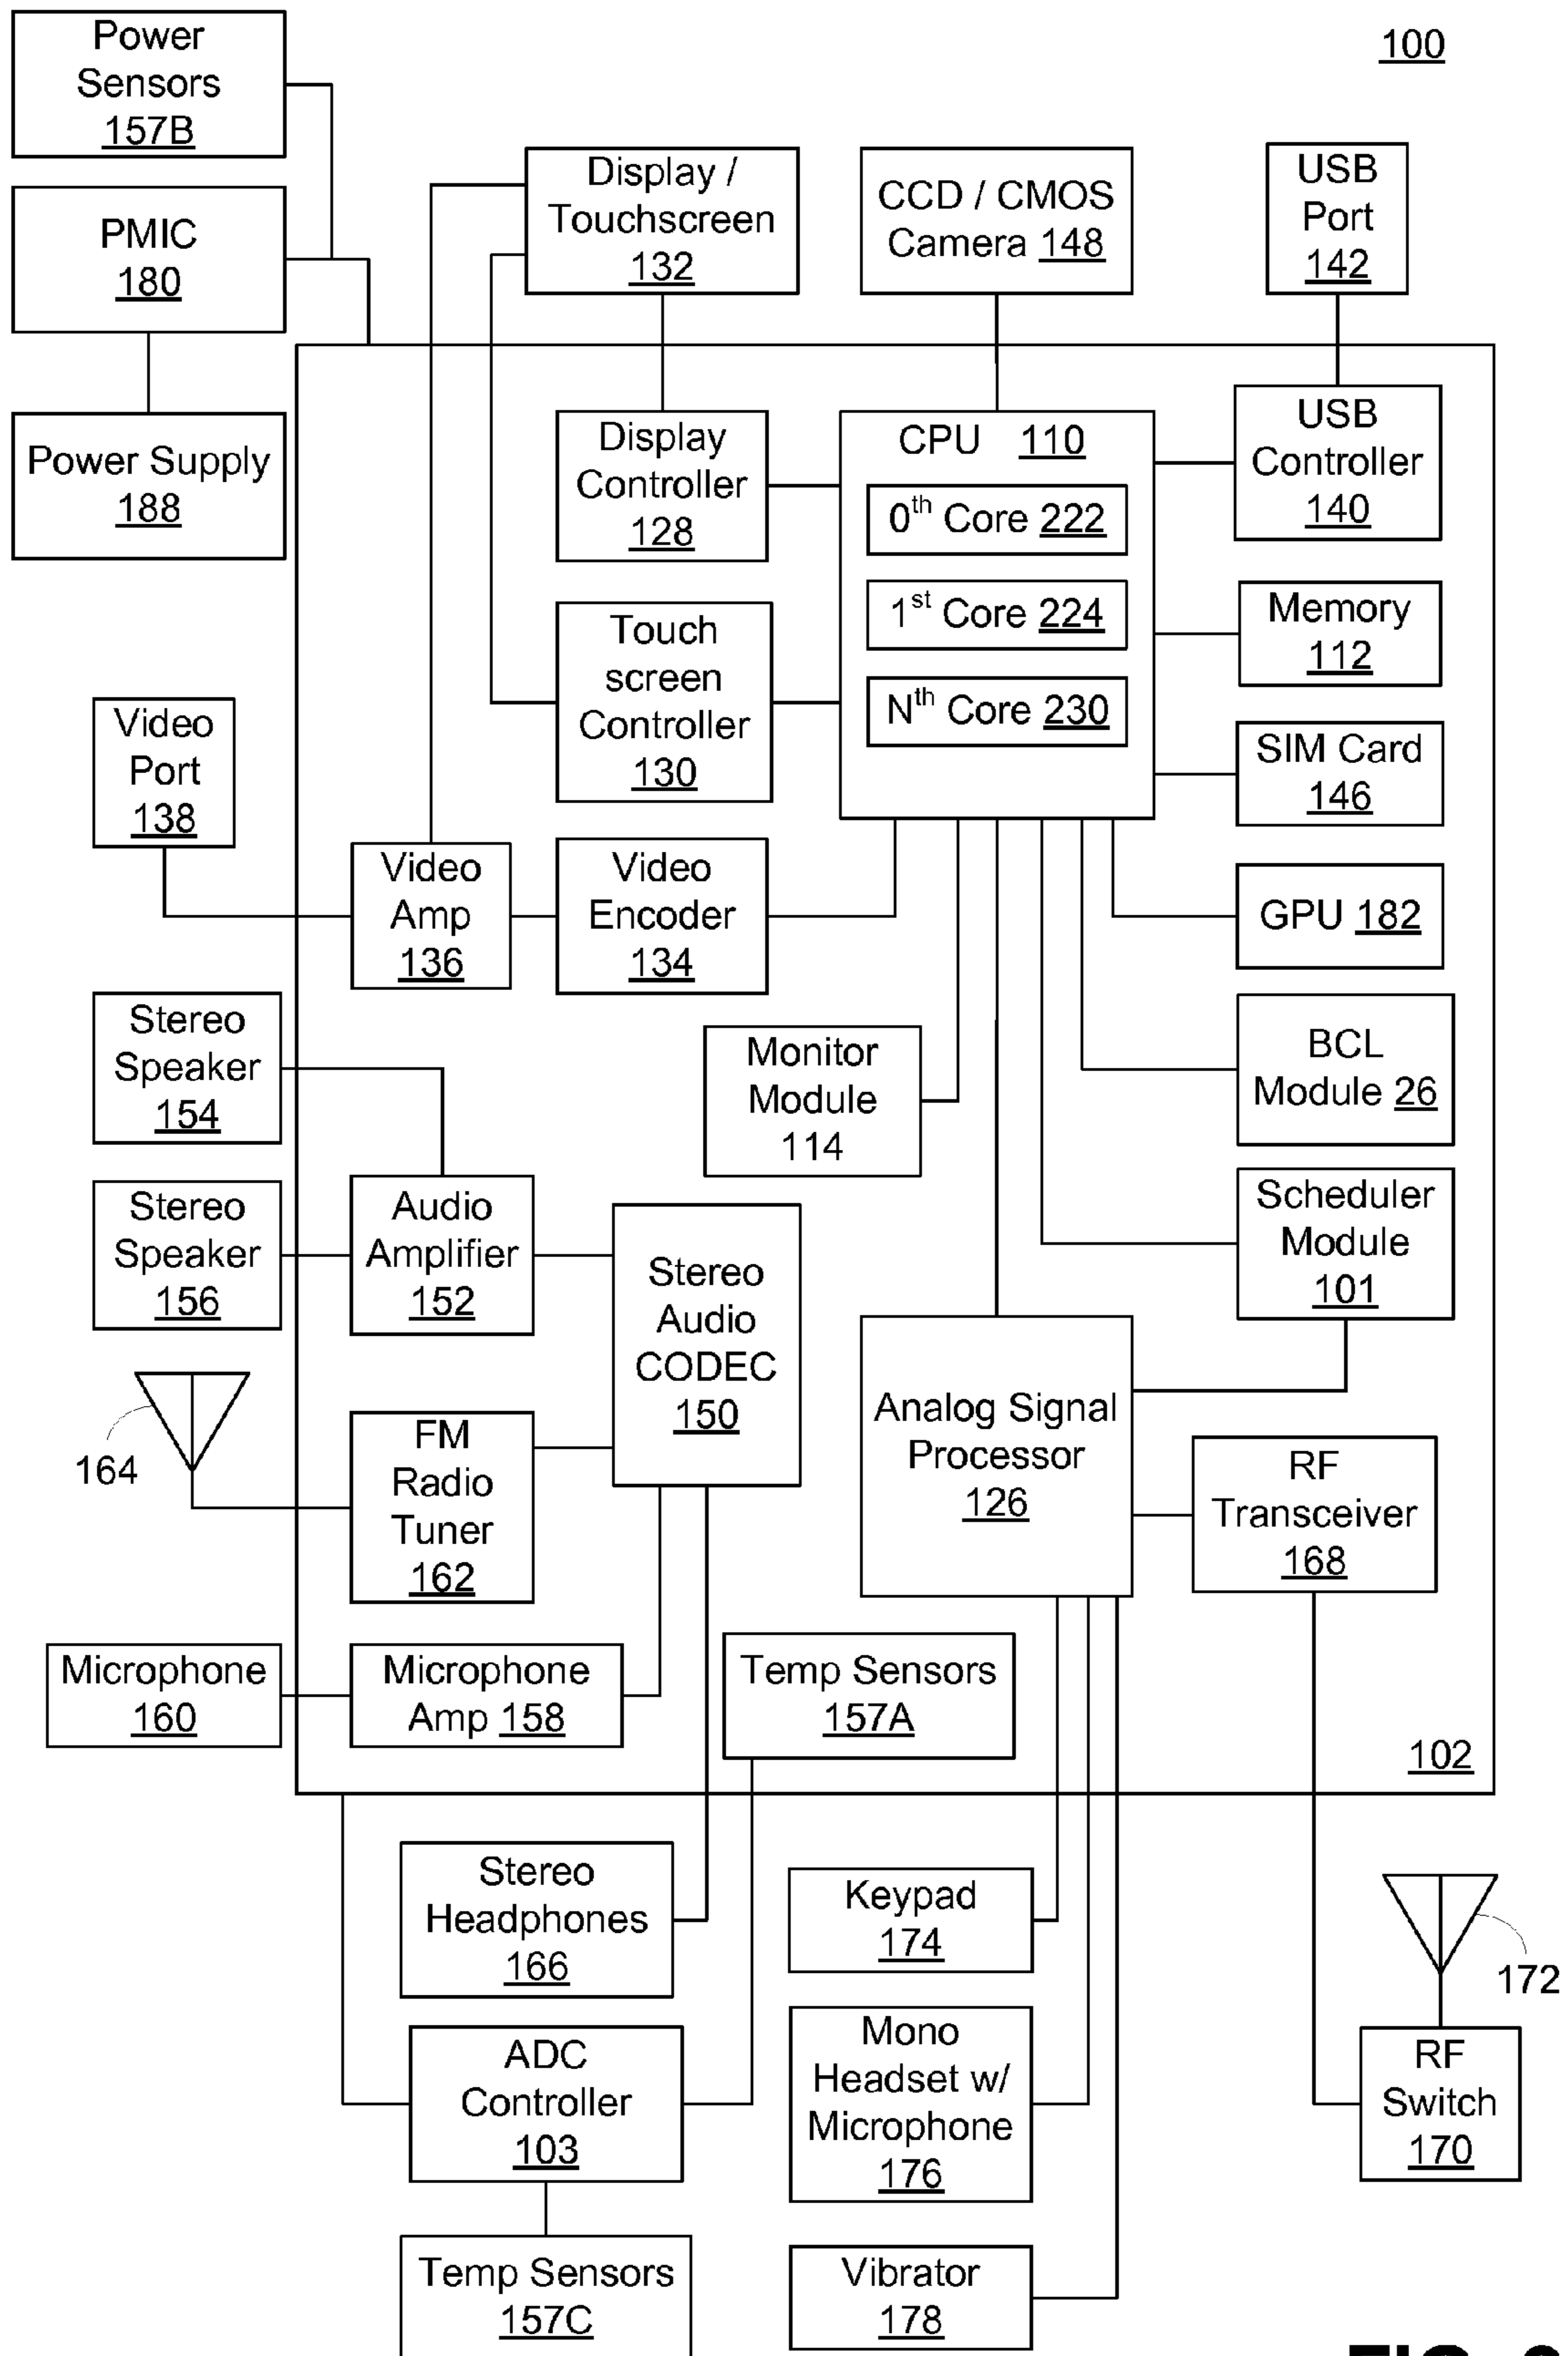 Power
Sensors
157B
100
PMIC
180
Display /
Touchscreen
132
CCD / CMOS
Camera 148
USB
Port
142
Power Supply
188
Display
Controller
128
CPU 110
0th Core 222
1st Core 224
Nth Core 230
USB
Controller
140
Touch
screen
Controller
130
Memory
112
SIM Card
146
Video
Port
138
Video
Amp
136
Video
Encoder
134
GPU 182
Stereo
Speaker
154
Monitor
Module
114
BCL
Module 26
Stereo
Speaker
156
Audio
Amplifier
152
Stereo
Audio
CODEC
150
Scheduler
Module
101
164
FM
Radio
Tuner
162
Analog Signal
Processor
126
RF
Transceiver
168
Microphone
160
Microphone
Amp 158
Temp Sensors
157A
102
Stereo
Headphones
166
Keypad
174
172
ADC
Controller
103
Mono
Headset w/
Microphone
176
RF
Switch
170
Temp Sensors
157C
Vibrator
178